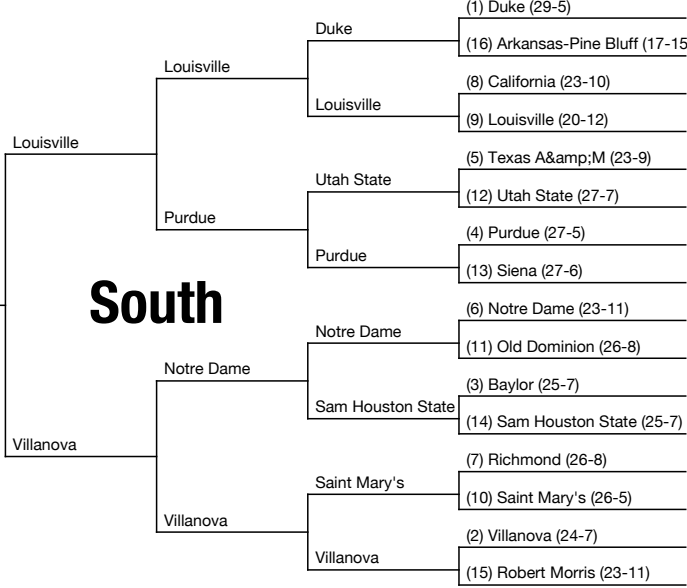 (1) Duke (29-5)
Duke
(16) Arkansas-Pine Bluff (17-15
Louisville
(8) California (23-10)
Louisville
(9) Louisville (20-12)
Louisville
(5) Texas A&amp;M (23-9)
Utah State
(12) Utah State (27-7)
Purdue
(4) Purdue (27-5)
Purdue
(13) Siena (27-6)
South
(6) Notre Dame (23-11)
Notre Dame
(11) Old Dominion (26-8)
Notre Dame
(3) Baylor (25-7)
Sam Houston State
(14) Sam Houston State (25-7)
Villanova
(7) Richmond (26-8)
Saint Mary's
(10) Saint Mary's (26-5)
Villanova
(2) Villanova (24-7)
Villanova
(15) Robert Morris (23-11)